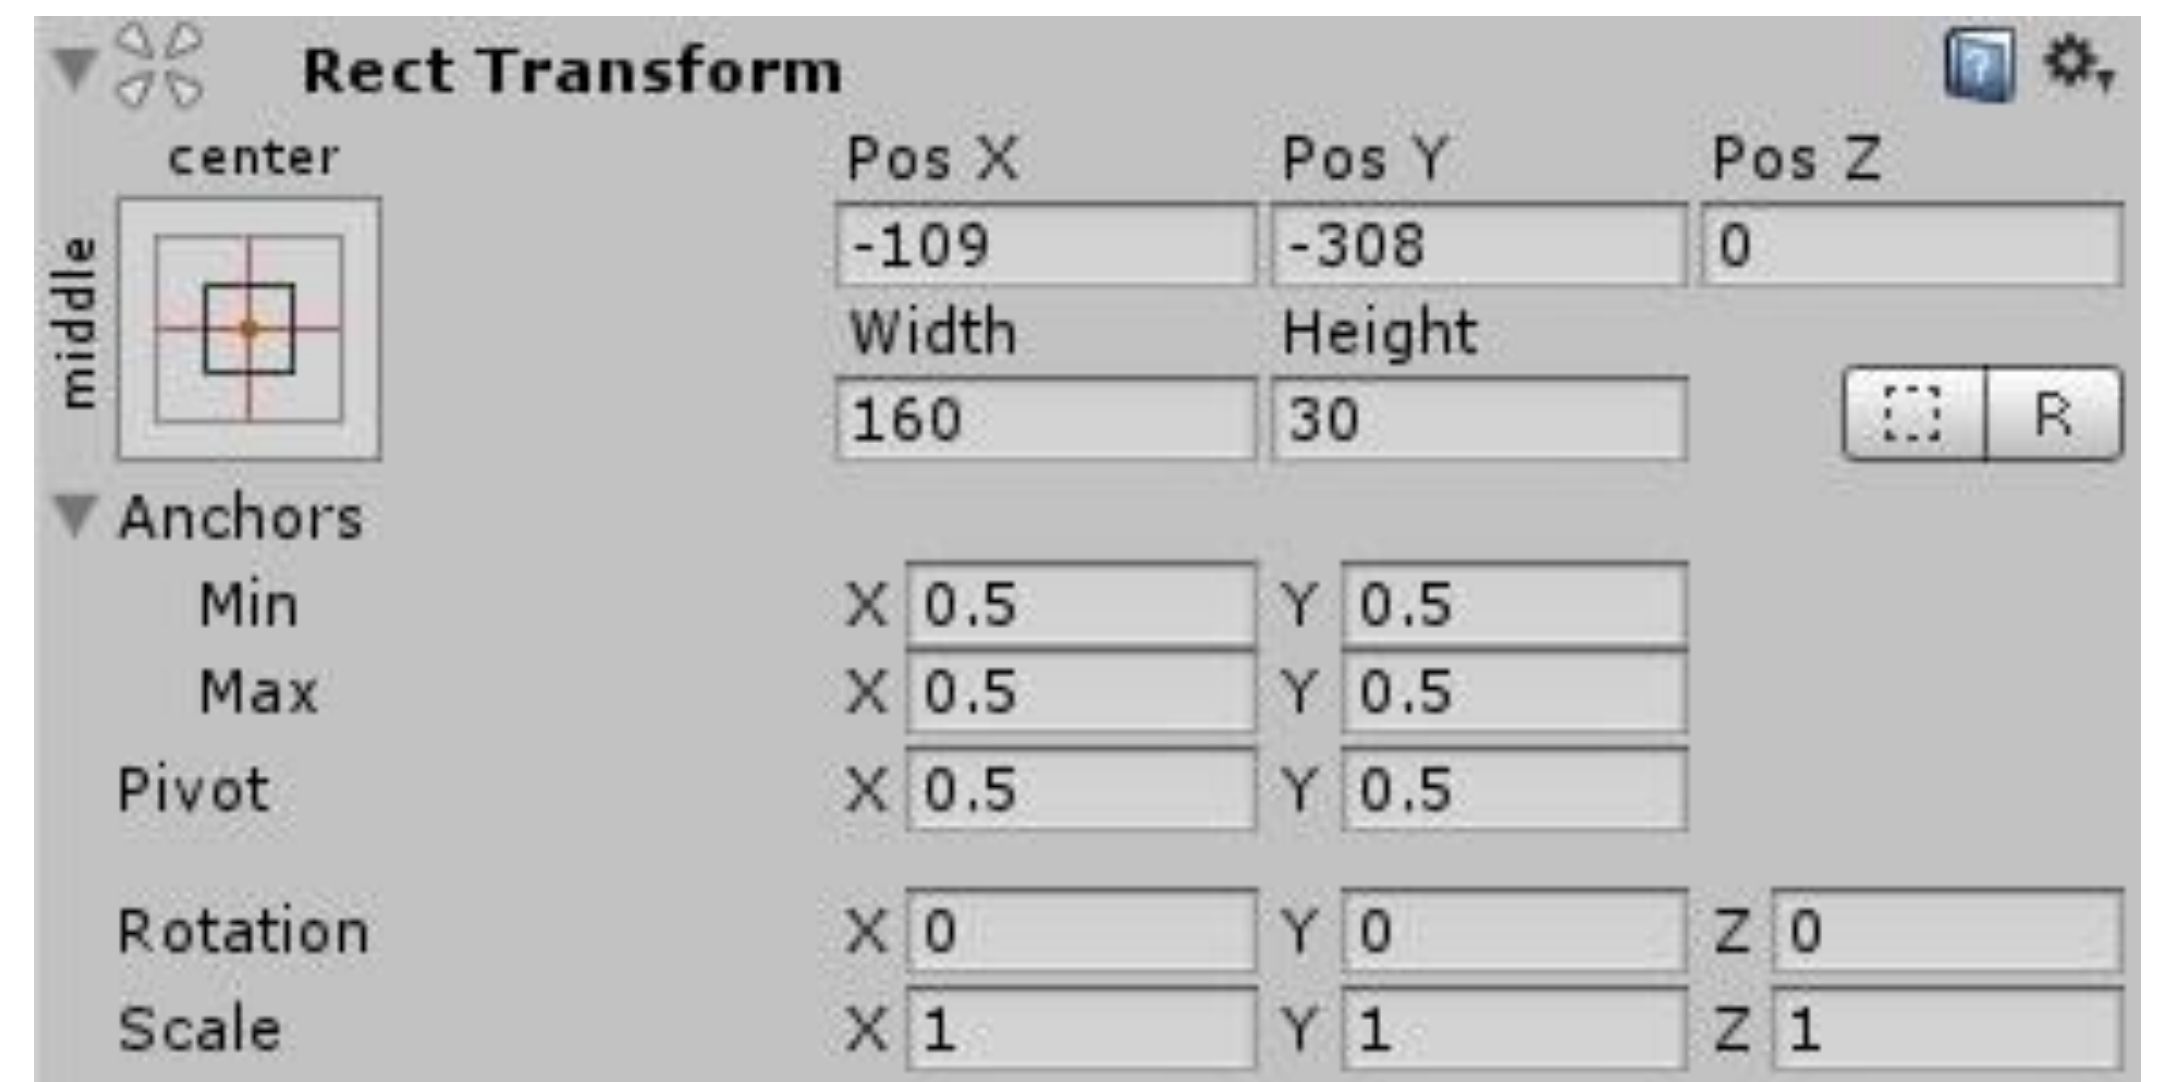 Rect Transform
center
middle
Pos X Pos Y Pos Z
-109 -308 0
Width Height
160 30
R
Anchors
Min X 0.5 Y 0.5
Max X 0.5 Y 0.5
Pivot X 0.5 Y 0.5
Rotation X 0 Y 0 Z 0
Scale X 1 Y 1 Z 1